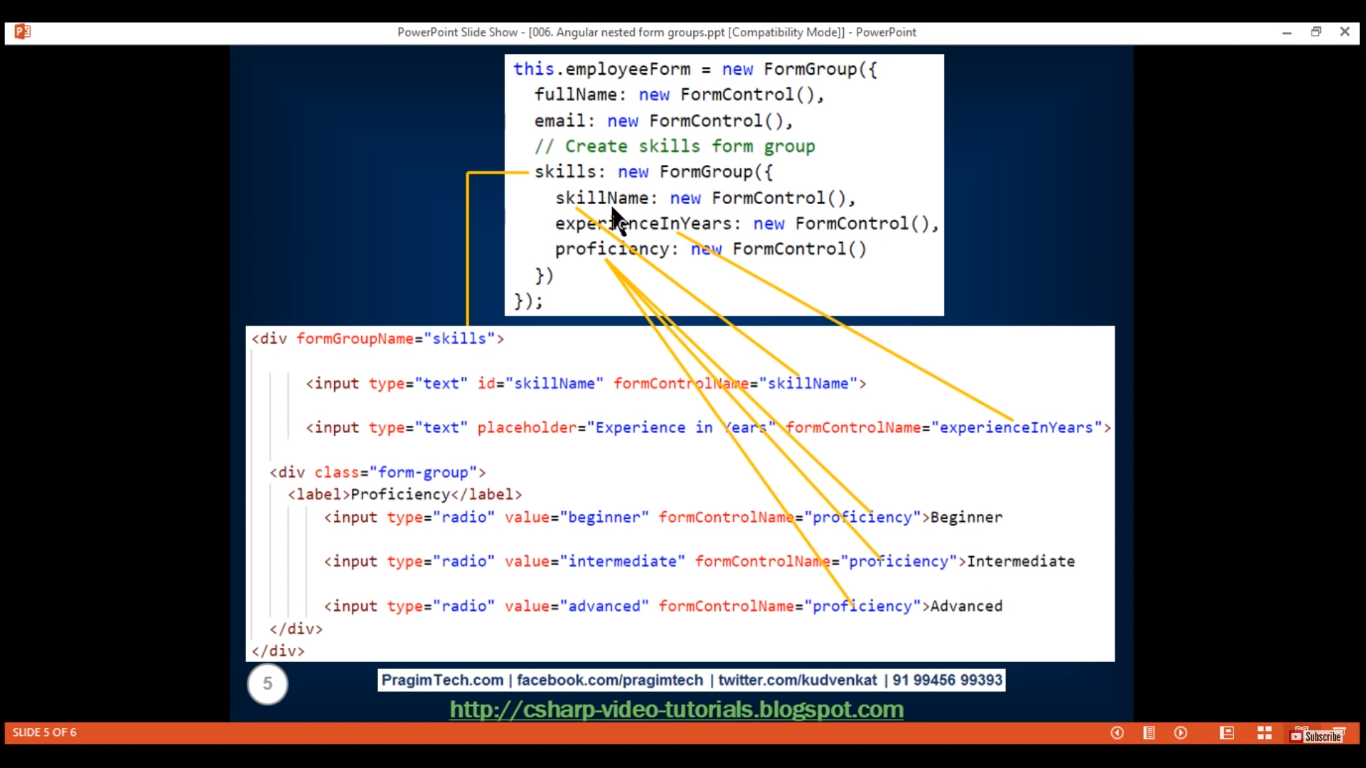 PowerPoint Slide Show - [006. Angular nested form groups.ppt [Compatibility Mode]] - PowerPoint
this.employeeForm = new FormGroup({
fullName: new FormControl(),
email: new FormControl(),
// Create skills form group
skills: new FormGroup({
skillName: new FormControl(),
experienceInYears: new FormControl(),
proficiency: new FormControl()
})
});
<div formGroupName="skills">
<input type="text" id="skillName" formControlName="skillName">
<input type="text" placeholder="Experience in Years" formControlName="experienceInYears">
<div class="form-group">
<label>Proficiency</label>
<input type="radio" value="beginner" formControlName="proficiency">Beginner
<input type="radio" value="intermediate" formControlName="proficiency">Intermediate
<input type="radio" value="advanced" formControlName="proficiency">Advanced
</div>
</div>
5
PragimTech.com | facebook.com/pragimtech | twitter.com/kudvenkat | 91 99456 99393
http://csharp-video-tutorials.blogspot.com
SLIDE 5 OF 6
Subscribe